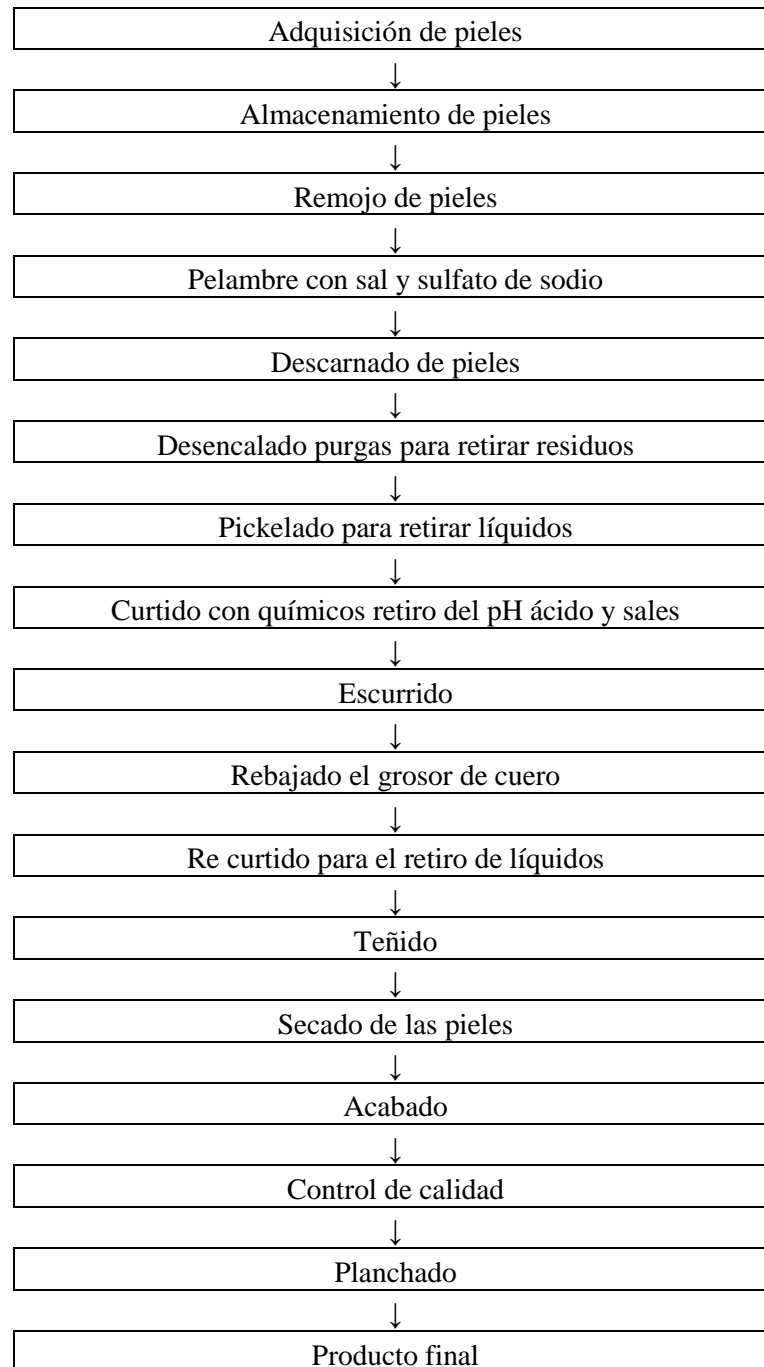 Adquisición de pieles
↓
Almacenamiento de pieles
↓
Remojo de pieles
↓
Pelambre con sal y sulfato de sodio
↓
Descarnado de pieles
↓
Desencalado purgas para retirar residuos
↓
Pickelado para retirar líquidos
↓
Curtido con químicos retiro del pH ácido y sales
↓
Escurrido
↓
Rebajado el grosor de cuero
↓
Re curtido para el retiro de líquidos
↓
Teñido
↓
Secado de las pieles
↓
Acabado
↓
Control de calidad
↓
Planchado
↓
Producto final